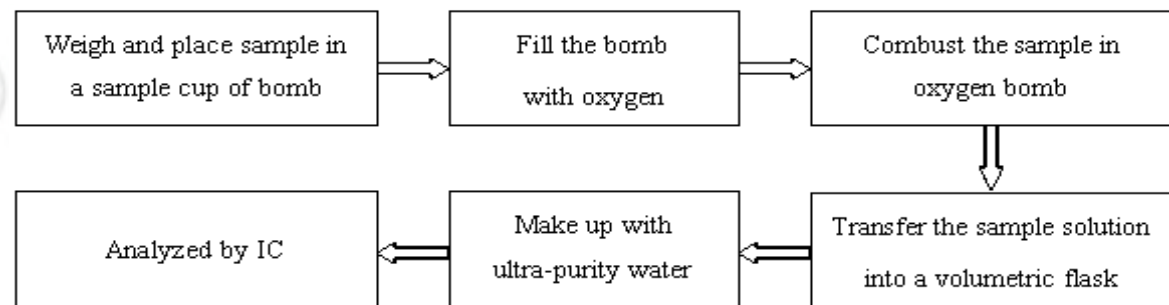 Weigh and place sample in
a sample cup of bomb
Fill the bomb
with oxygen
Combust the sample in
oxygen bomb
Transfer the sample solution
into a volumetric flask
Make up with
ultra-purity water
Analyzed by IC